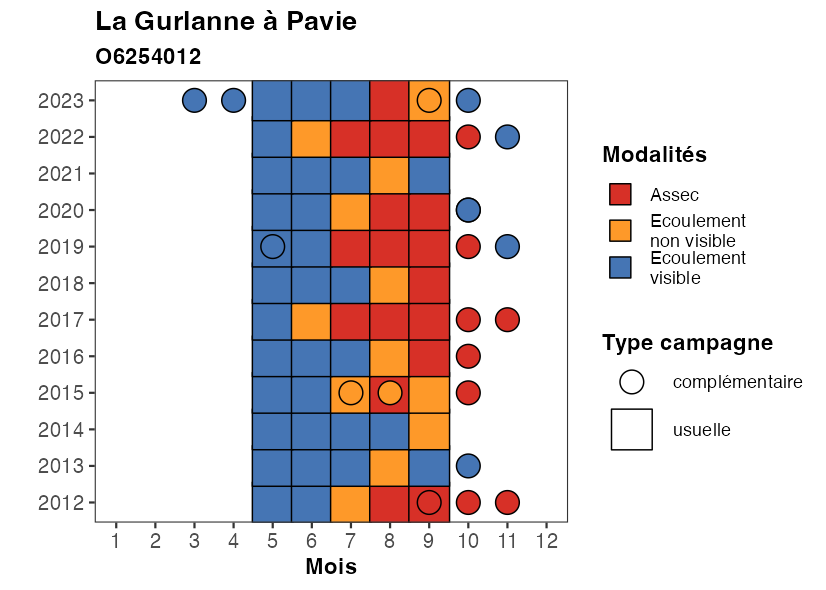 La Gurlanne à Pavie
O6254012
2023
2022
2021
2020
2019
2018
2017
2016
2015
2014
2013
2012
1 2 3 4 5 6 7 8 9 10 11 12
Mois
Modalités
Assec
Ecoulement
non visible
Ecoulement
visible
Type campagne
complémentaire
usuelle